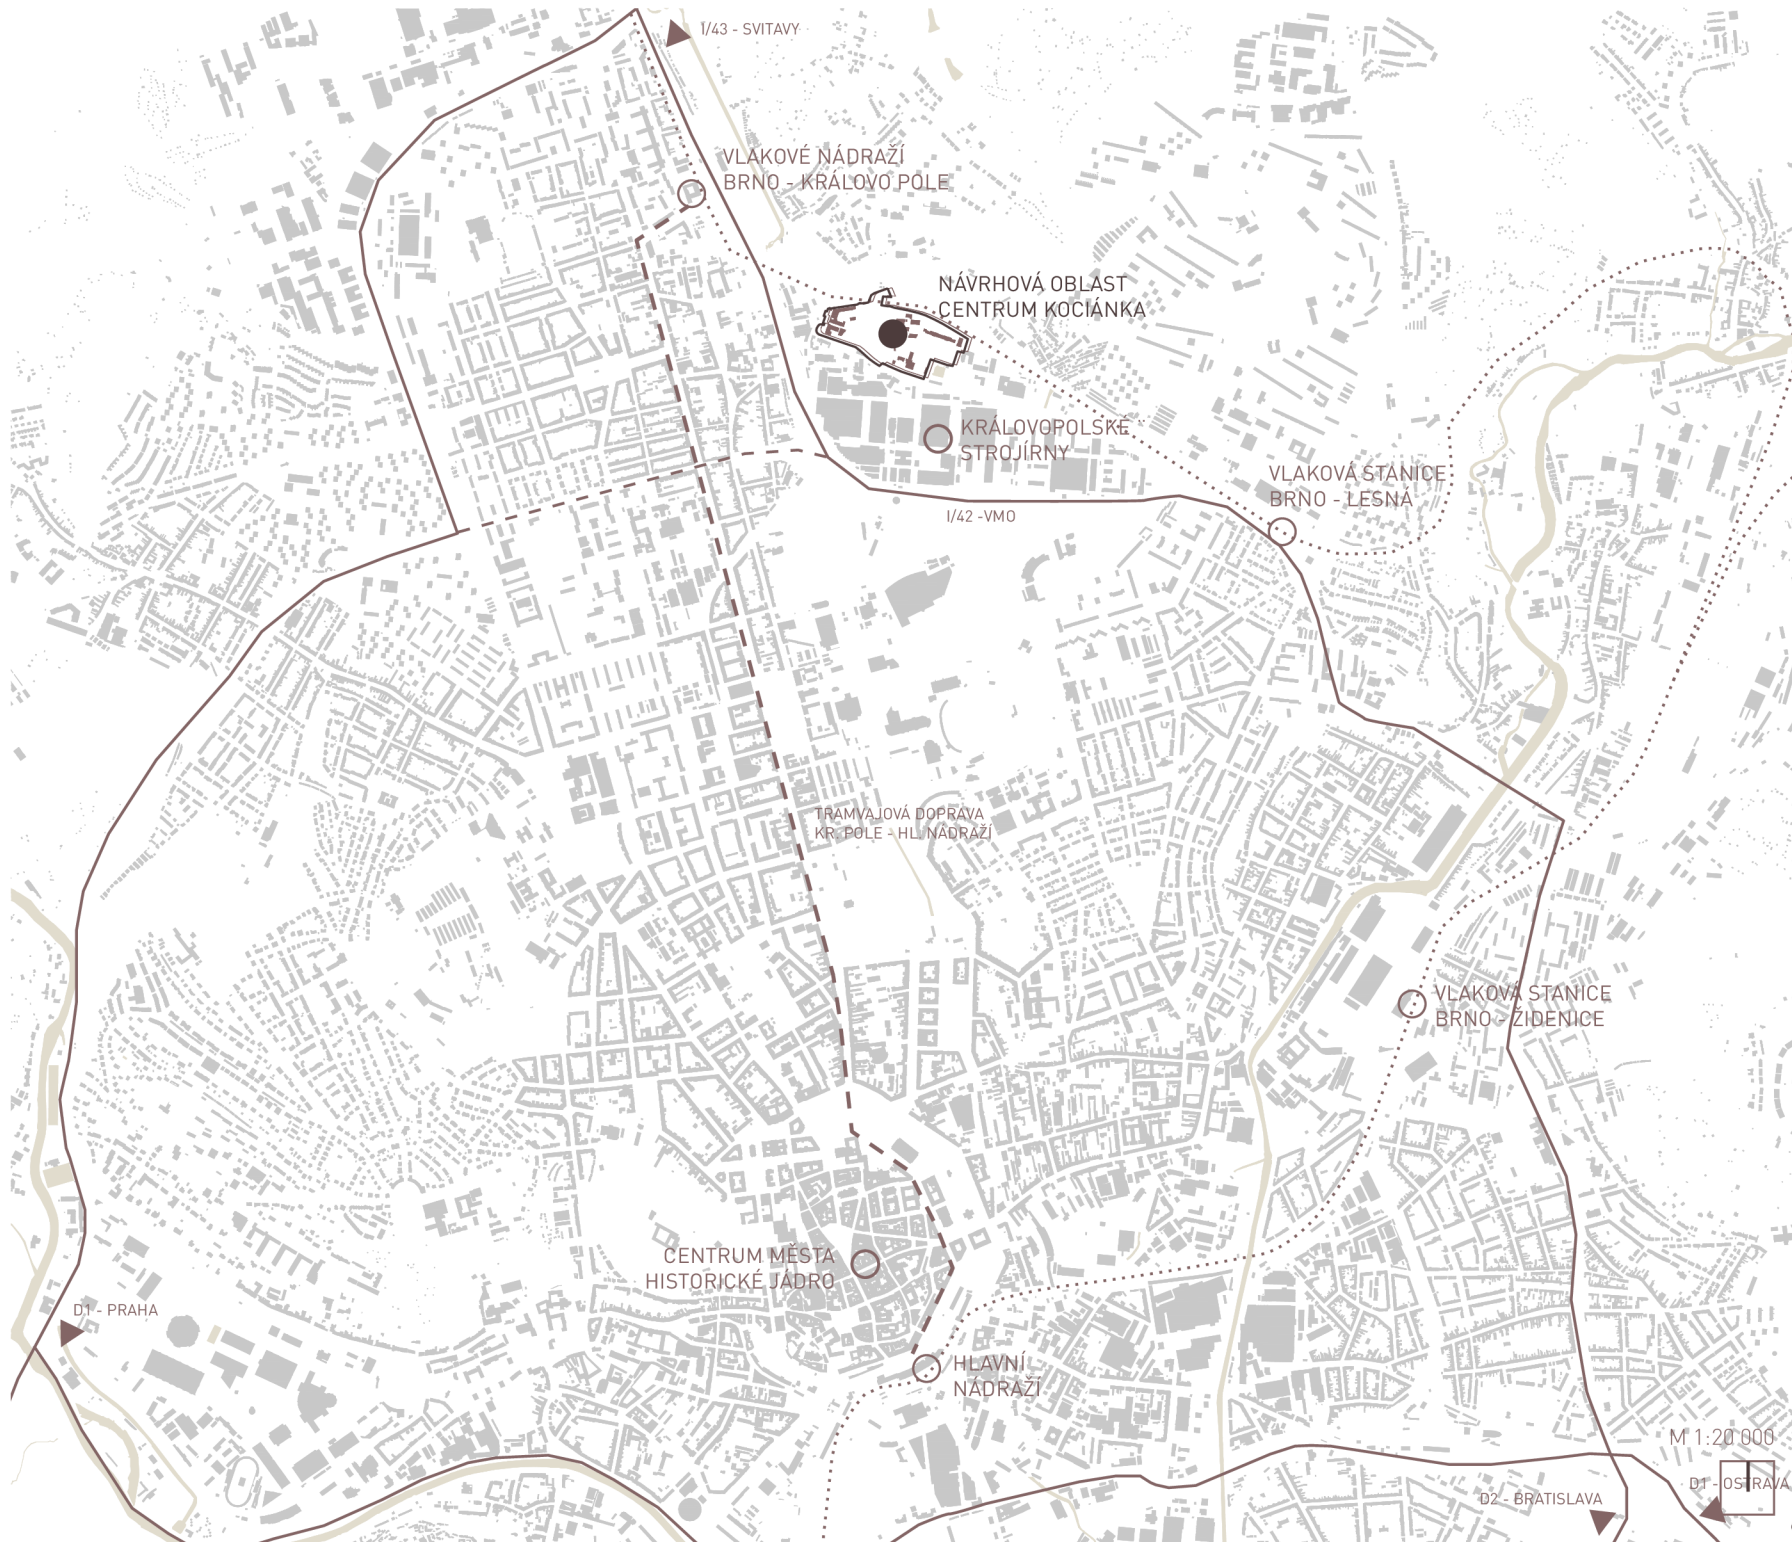 I/43 - SVITAVY
VLAKOVÉ NÁDRAŽÍ
BRNO - KRÁLOVO POLE
NÁVRHOVÁ OBLAST
CENTRUM KOCIÁNKA
KRÁLOVOPOLSKÉ
STROJÍRNY
VLAKOVÁ STANICE
BRNO - LESNÁ
I/42 -VMO
TRAMVAJOVÁ DOPRAVA
KR. POLE - HL. NÁDRAŽÍ
VLAKOVÁ STANICE
BRNO - ŽIDENICE
CENTRUM MĚSTA
HISTORICKÉ JÁDRO
D1 - PRAHA
HLAVNÍ
NÁDRAŽÍ
M 1:20 000
D1 - OSTRAVA
D2 - BRATISLAVA